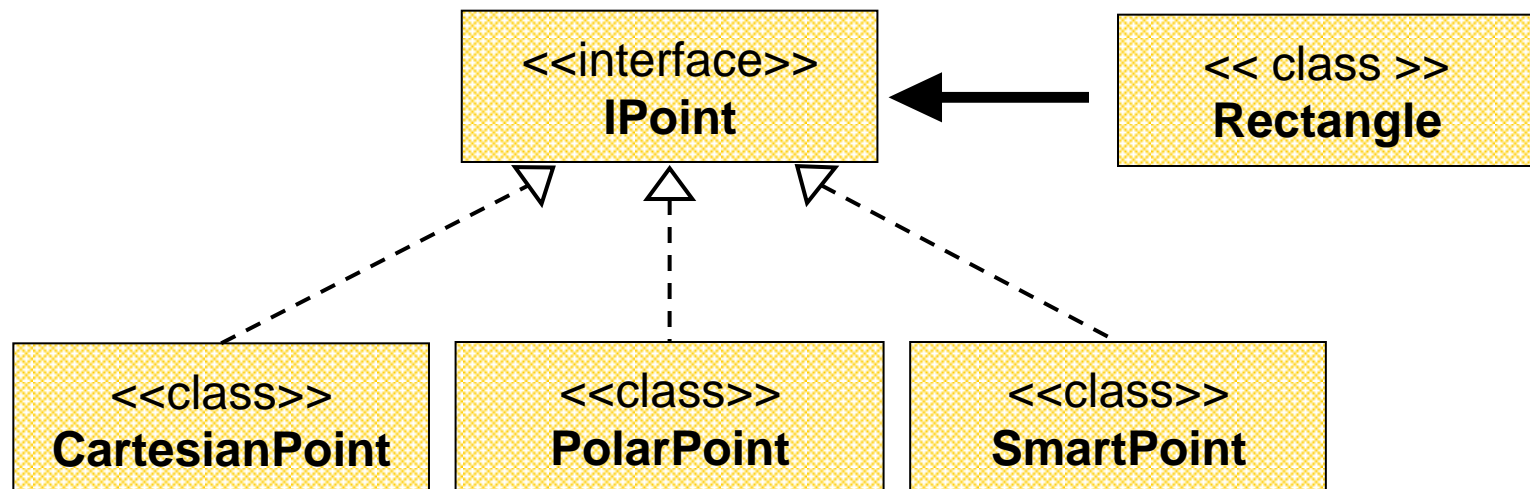 <<interface>>
IPoint
<< class >>
Rectangle
<<class>>
CartesianPoint
<<class>>
PolarPoint
<<class>>
SmartPoint